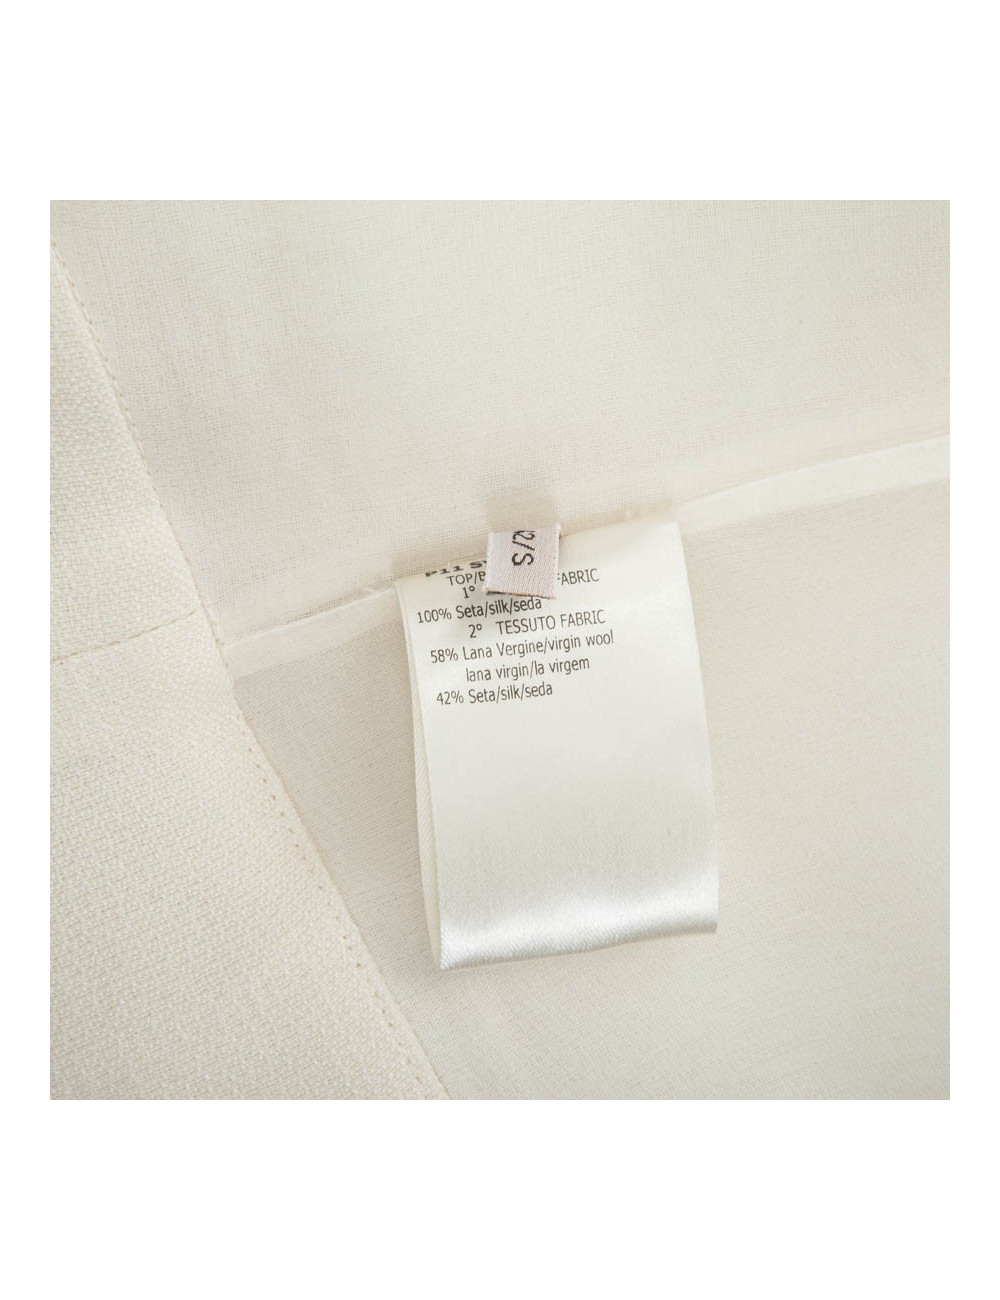 2/S
P11
TOP/
1° FABRIC
100% Seta/silk/seda
2° TESSUTO FABRIC
58% Lana Vergine/virgin wool
lana virgin/la virgem
42% Seta/silk/seda